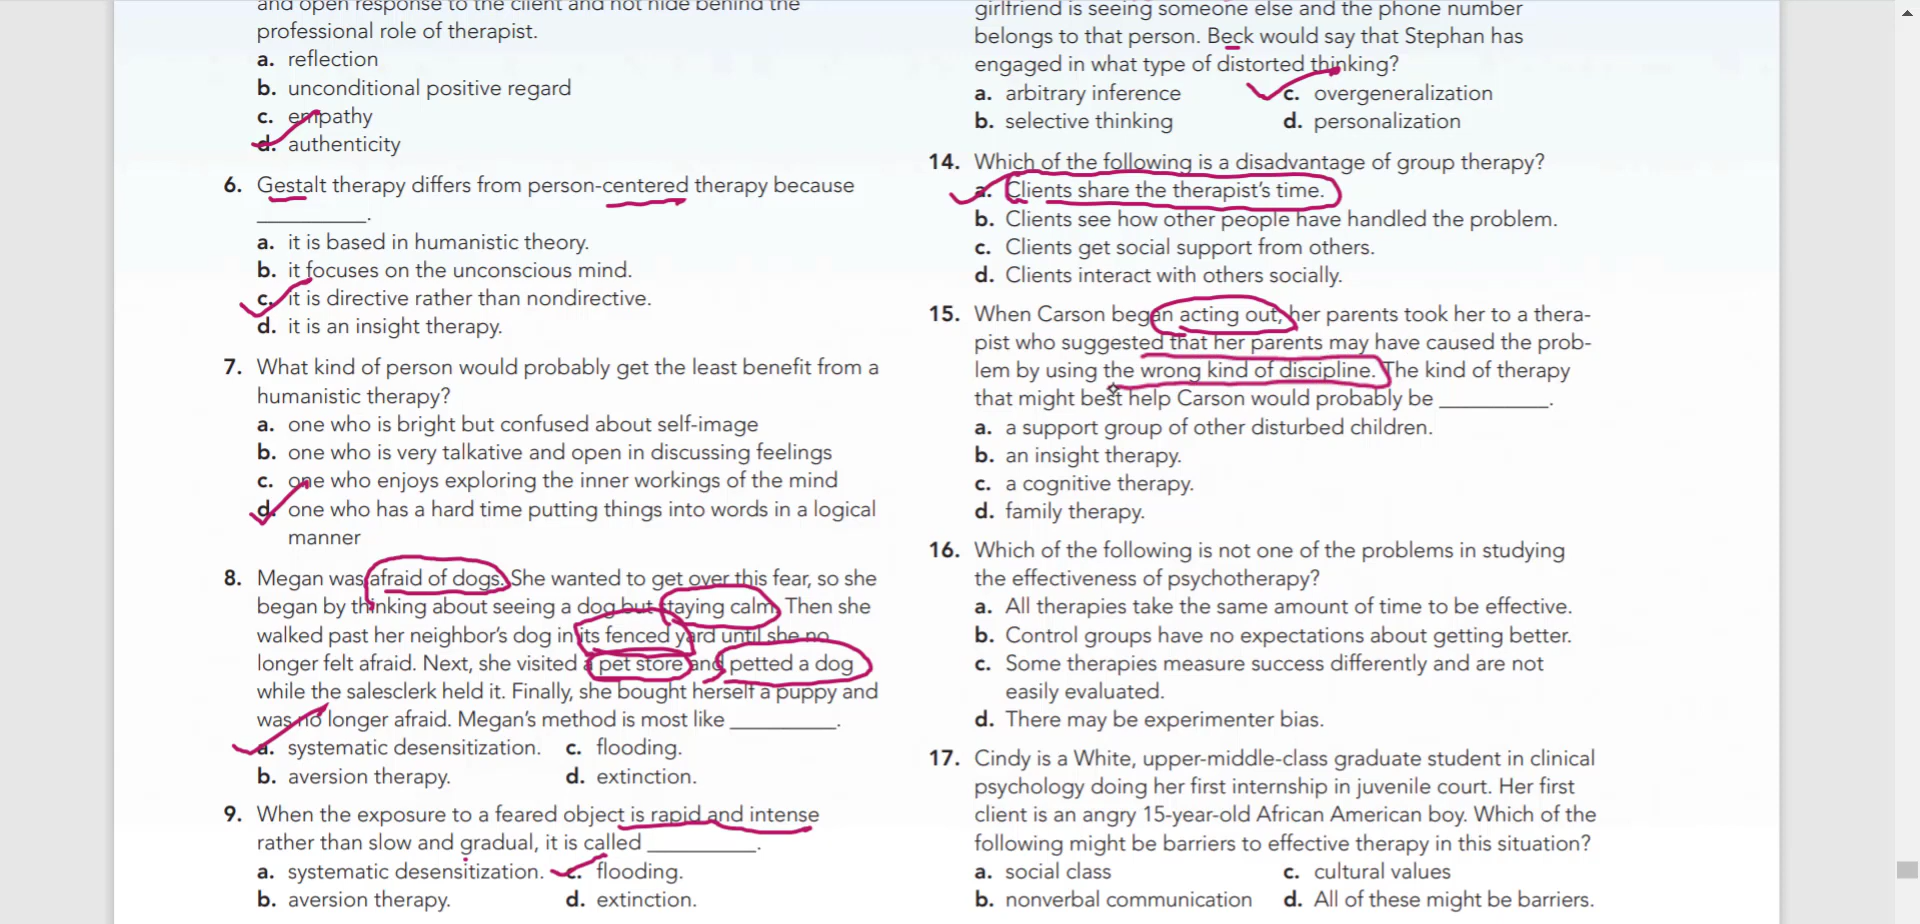 and open response to the client and not hide behind the
professional role of therapist.
a. reflection
b. unconditional positive regard
c. empathy
d. authenticity
6. Gestalt therapy differs from person-centered therapy because
__________.
a. it is based in humanistic theory.
b. it focuses on the unconscious mind.
c. it is directive rather than nondirective.
d. it is an insight therapy.
7. What kind of person would probably get the least benefit from a
humanistic therapy?
a. one who is bright but confused about self-image
b. one who is very talkative and open in discussing feelings
c. one who enjoys exploring the inner workings of the mind
d. one who has a hard time putting things into words in a logical
manner
8. Megan was afraid of dogs. She wanted to get over this fear, so she
began by thinking about seeing a dog but staying calm. Then she
walked past her neighbor's dog in its fenced yard until she no
longer felt afraid. Next, she visited a pet store and petted a dog
while the salesclerk held it. Finally, she bought herself a puppy and
was no longer afraid. Megan's method is most like __________.
a. systematic desensitization. c. flooding.
b. aversion therapy. d. extinction.
9. When the exposure to a feared object is rapid and intense
rather than slow and gradual, it is called __________.
a. systematic desensitization. c. flooding.
b. aversion therapy. d. extinction.
girlfriend is seeing someone else and the phone number
belongs to that person. Beck would say that Stephan has
engaged in what type of distorted thinking?
a. arbitrary inference c. overgeneralization
b. selective thinking d. personalization
14. Which of the following is a disadvantage of group therapy?
a. Clients share the therapist's time.
b. Clients see how other people have handled the problem.
c. Clients get social support from others.
d. Clients interact with others socially.
15. When Carson began acting out, her parents took her to a thera-
pist who suggested that her parents may have caused the prob-
lem by using the wrong kind of discipline. The kind of therapy
that might best help Carson would probably be __________.
a. a support group of other disturbed children.
b. an insight therapy.
c. a cognitive therapy.
d. family therapy.
16. Which of the following is not one of the problems in studying
the effectiveness of psychotherapy?
a. All therapies take the same amount of time to be effective.
b. Control groups have no expectations about getting better.
c. Some therapies measure success differently and are not
easily evaluated.
d. There may be experimenter bias.
17. Cindy is a White, upper-middle-class graduate student in clinical
psychology doing her first internship in juvenile court. Her first
client is an angry 15-year-old African American boy. Which of the
following might be barriers to effective therapy in this situation?
a. social class c. cultural values
b. nonverbal communication d. All of these might be barriers.